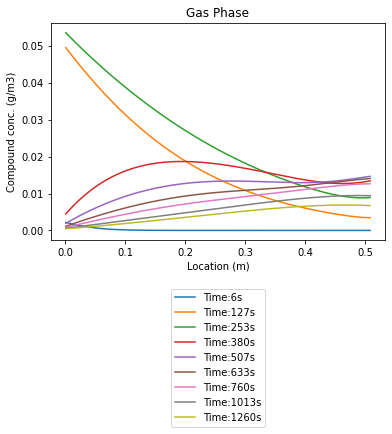 Gas Phase
Compound conc. (g/m3)
0.05
0.04
0.03
0.02
0.01
0.00
0.0 0.1 0.2 0.3 0.4 0.5
Location (m)
Time:6s
Time:127s
Time:253s
Time:380s
Time:507s
Time:633s
Time:760s
Time:1013s
Time:1260s